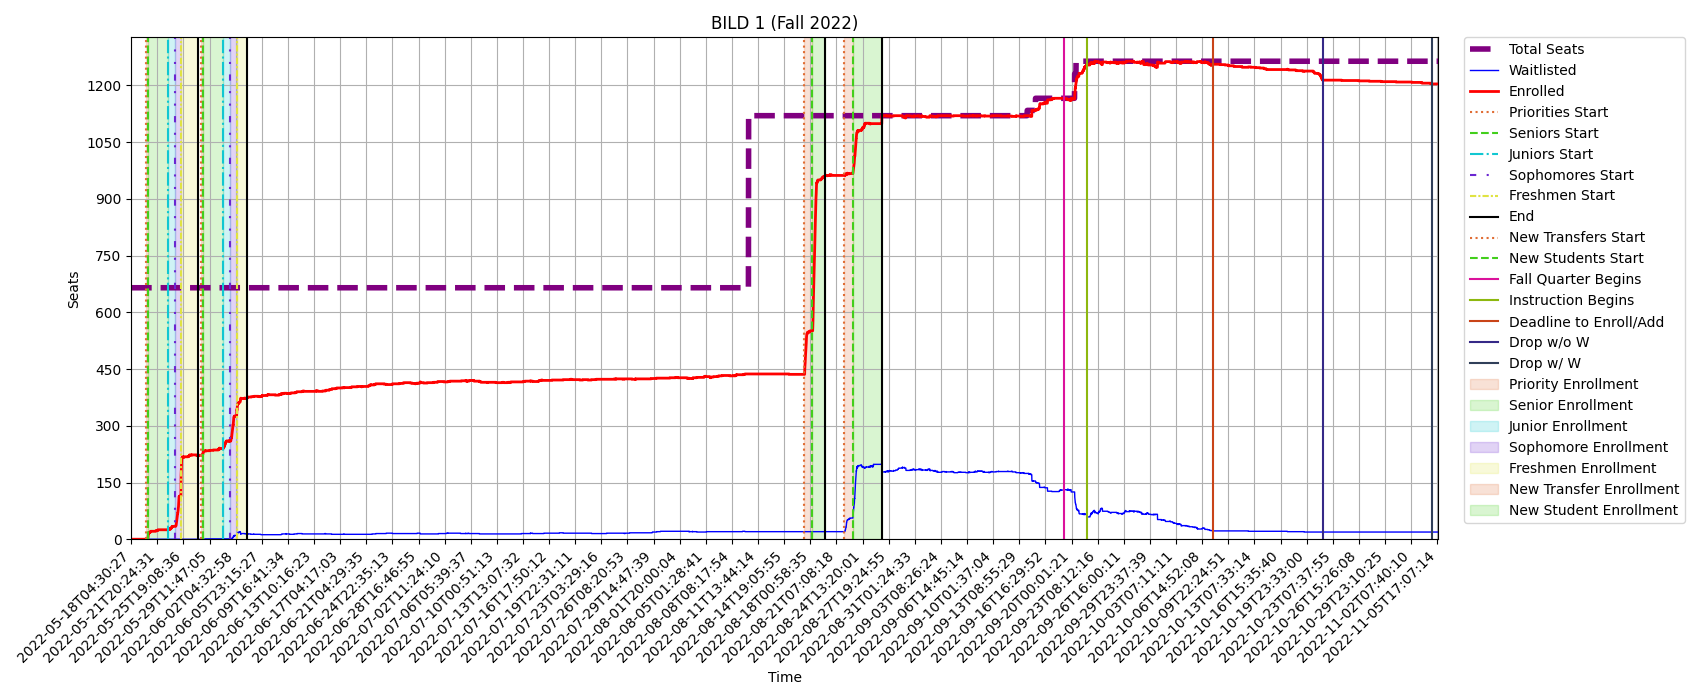 BILD 1 (Fall 2022)
Seats
1200
1050
900
750
600
450
300
150
0
2022-05-18T04:30:27
2022-05-21T20:24:31
2022-05-25T19:08:36
2022-05-29T11:47:05
2022-06-02T04:32:58
2022-06-05T23:15:27
2022-06-09T16:41:34
2022-06-13T10:16:23
2022-06-17T04:17:03
2022-06-21T04:29:35
2022-06-24T22:35:13
2022-06-28T16:46:55
2022-07-02T11:24:10
2022-07-06T05:39:37
2022-07-10T00:51:13
2022-07-13T13:07:32
2022-07-16T17:50:12
2022-07-19T22:31:11
2022-07-23T03:29:16
2022-07-26T08:20:53
2022-07-29T14:47:39
2022-08-01T20:00:04
2022-08-05T01:28:41
2022-08-08T08:17:54
2022-08-11T13:44:14
2022-08-14T19:05:55
2022-08-18T00:58:35
2022-08-21T07:08:18
2022-08-24T13:20:01
2022-08-27T19:24:55
2022-08-31T01:24:33
2022-09-03T08:26:24
2022-09-06T14:45:14
2022-09-10T01:37:04
2022-09-13T08:55:29
2022-09-16T16:29:52
2022-09-20T00:01:21
2022-09-23T08:12:16
2022-09-26T16:00:11
2022-09-29T23:37:39
2022-10-03T07:11:11
2022-10-06T14:52:08
2022-10-09T22:24:51
2022-10-13T07:33:14
2022-10-16T15:35:40
2022-10-19T23:33:00
2022-10-23T07:37:55
2022-10-26T15:26:08
2022-10-29T23:10:25
2022-11-02T07:40:10
2022-11-05T17:07:14
Time
Total Seats
Waitlisted
Enrolled
Priorities Start
Seniors Start
Juniors Start
Sophomores Start
Freshmen Start
End
New Transfers Start
New Students Start
Fall Quarter Begins
Instruction Begins
Deadline to Enroll/Add
Drop w/o W
Drop w/ W
Priority Enrollment
Senior Enrollment
Junior Enrollment
Sophomore Enrollment
Freshmen Enrollment
New Transfer Enrollment
New Student Enrollment